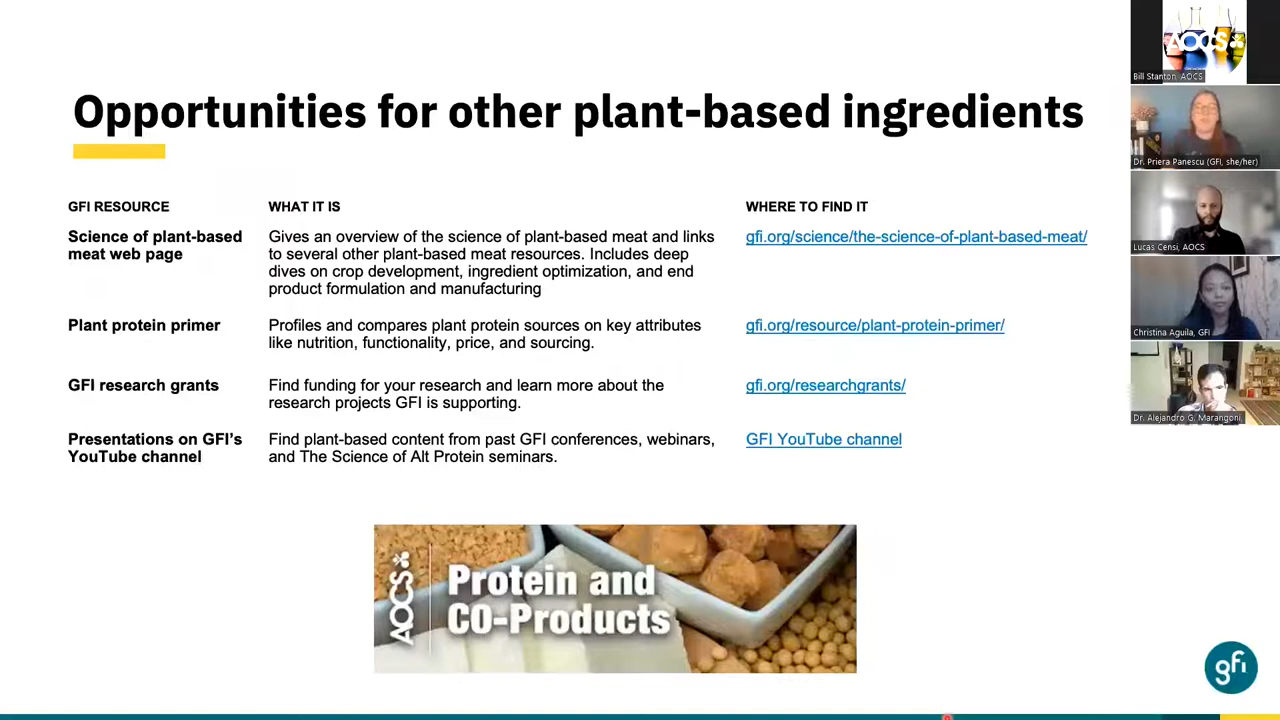 Opportunities for other plant-based ingredients
GFI RESOURCE
WHAT IT IS
WHERE TO FIND IT
Science of plant-based
meat web page
Gives an overview of the science of plant-based meat and links
to several other plant-based meat resources. Includes deep
dives on crop development, ingredient optimization, and end
product formulation and manufacturing
gfi.org/science/the-science-of-plant-based-meat/
Plant protein primer
Profiles and compares plant protein sources on key attributes
like nutrition, functionality, price, and sourcing.
gfi.org/resource/plant-protein-primer/
GFI research grants
Find funding for your research and learn more about the
research projects GFI is supporting.
gfi.org/researchgrants/
Presentations on GFI’s
YouTube channel
Find plant-based content from past GFI conferences, webinars,
and The Science of Alt Protein seminars.
GFI YouTube channel
AOCS
Protein and
CO-Products
gfi
AOCS
Bill Stanton, AOCS
Dr. Priera Panescu (GFI, she/her)
Lucas Censi, AOCS
Christina Aguila, GFI
Dr. Alejandro G. Marangoni,